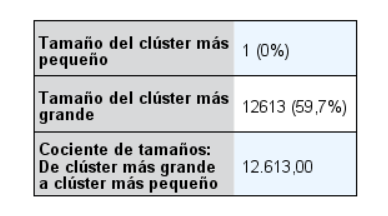 Tamaño del clúster más
pequeño
1 (0%)
Tamaño del clúster más
grande
12613 (59,7%)
Cociente de tamaños:
De clúster más grande
a clúster más pequeño
12.613,00